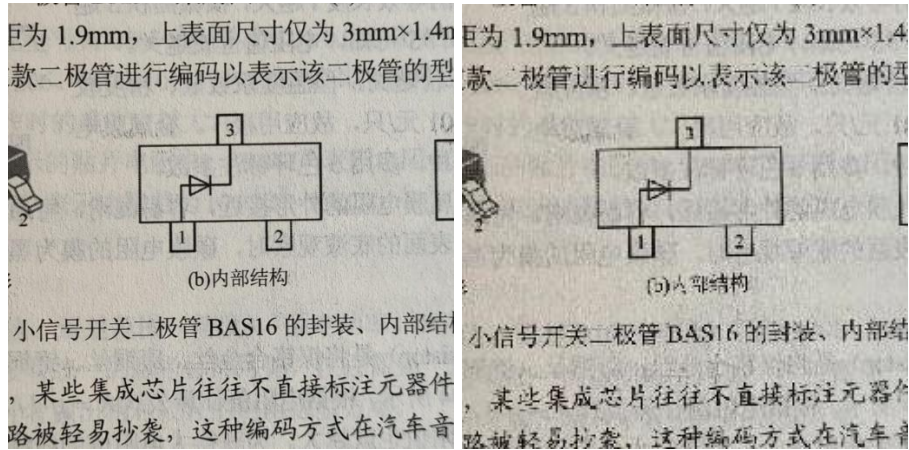 距为 1.9mm，上表面尺寸仅为 3mm×1.4m
款二极管进行编码以表示该二极管的型
3
1
2
2
(b)内部结构
小信号开关二极管 BAS16 的封装、内部结
，某些集成芯片往往不直接标注元器件
路被轻易抄袭，这种编码方式在汽车音
距为 1.9mm，上表面尺寸仅为 3mm×1.4
款二极管进行编码以表示该二极管的型
3
1
2
2
(b)内部结构
小信号开关二极管 BAS16 的封装、内部结
，某些集成芯片往往不直接标注元器件
路被轻易抄袭，这种编码方式在汽车音